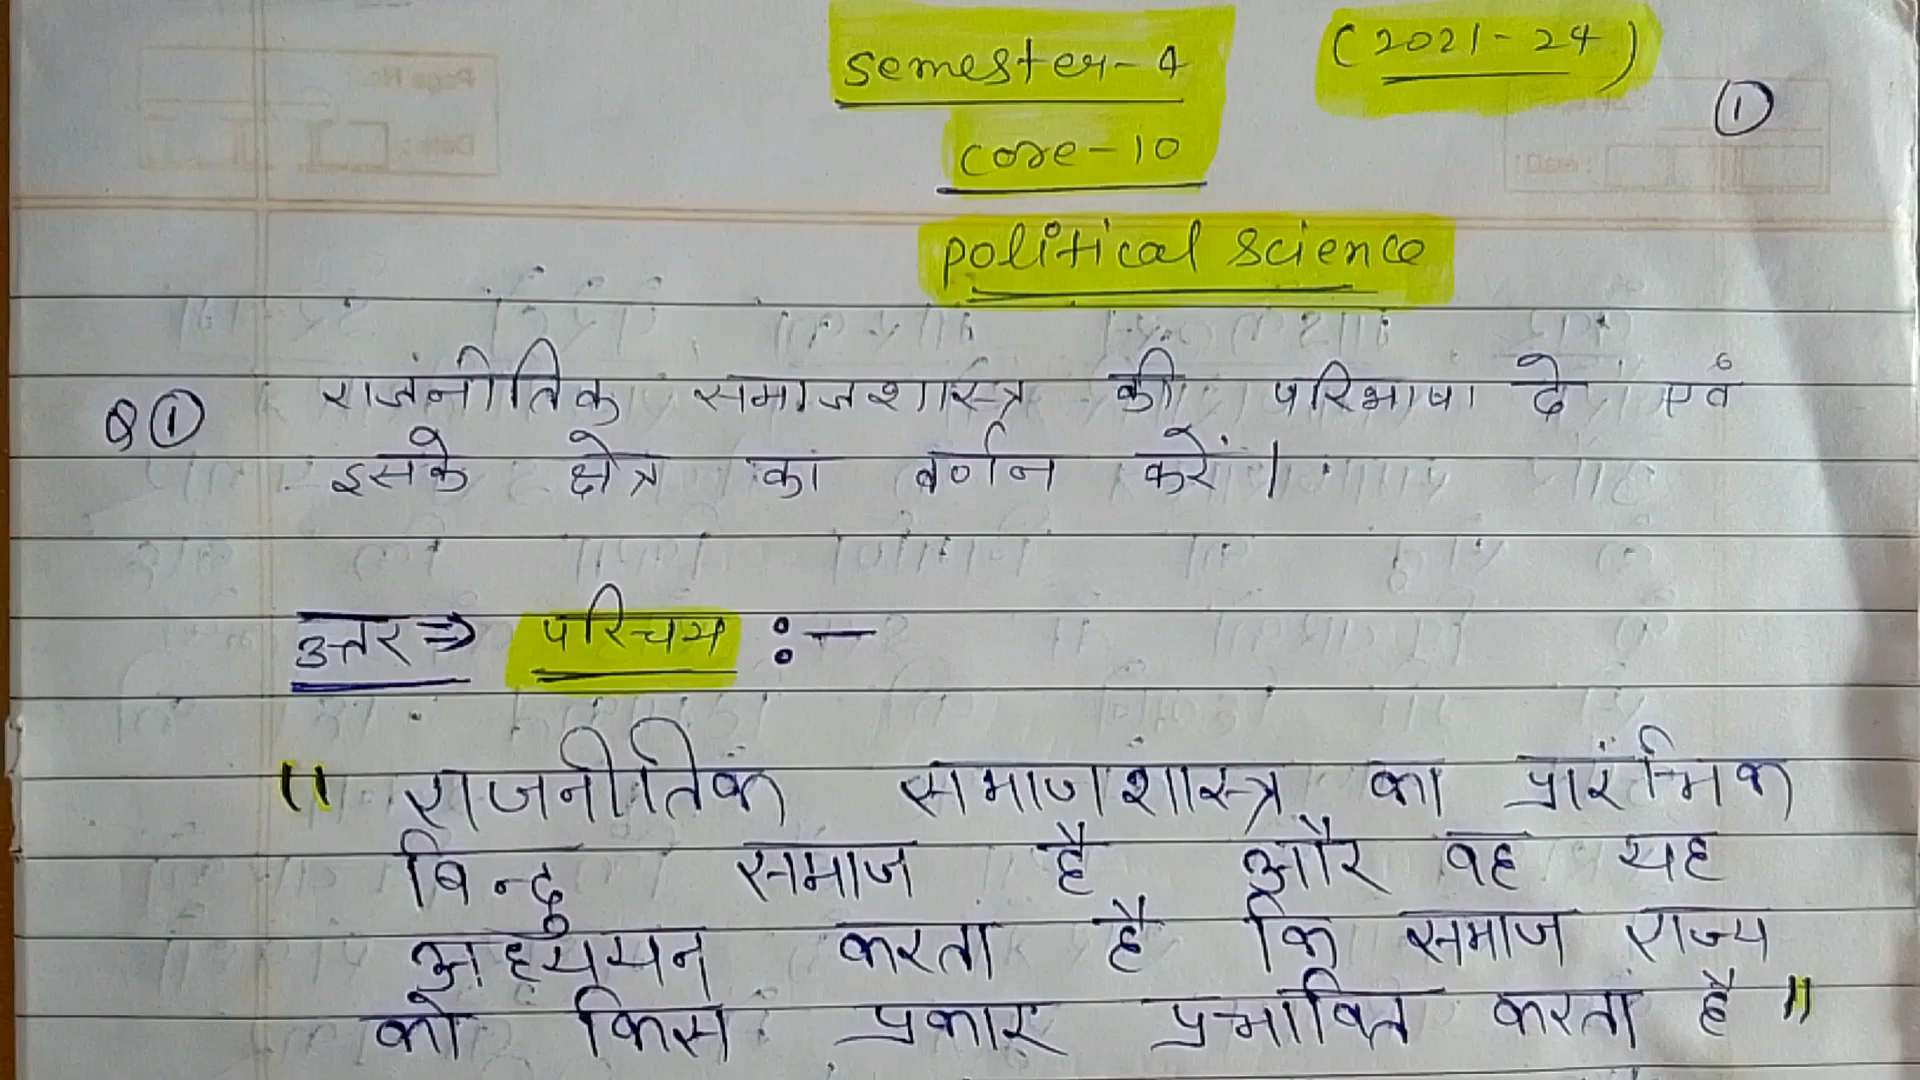 semester-4 (2021-24)
1
core-10
political science
Q 1 राजनीतिक समाजशास्त्र की परिभाषा दे एवं
इसके क्षेत्र का वर्णन करें।
उत्तर ⇒ परिचय :-
" राजनीतिक समाजशास्त्र का प्रारंम्भिक
बिन्दु समाज है और वह यह
अध्ययन करता है कि समाज राज्य
को किस प्रकार प्रभावित करता है "